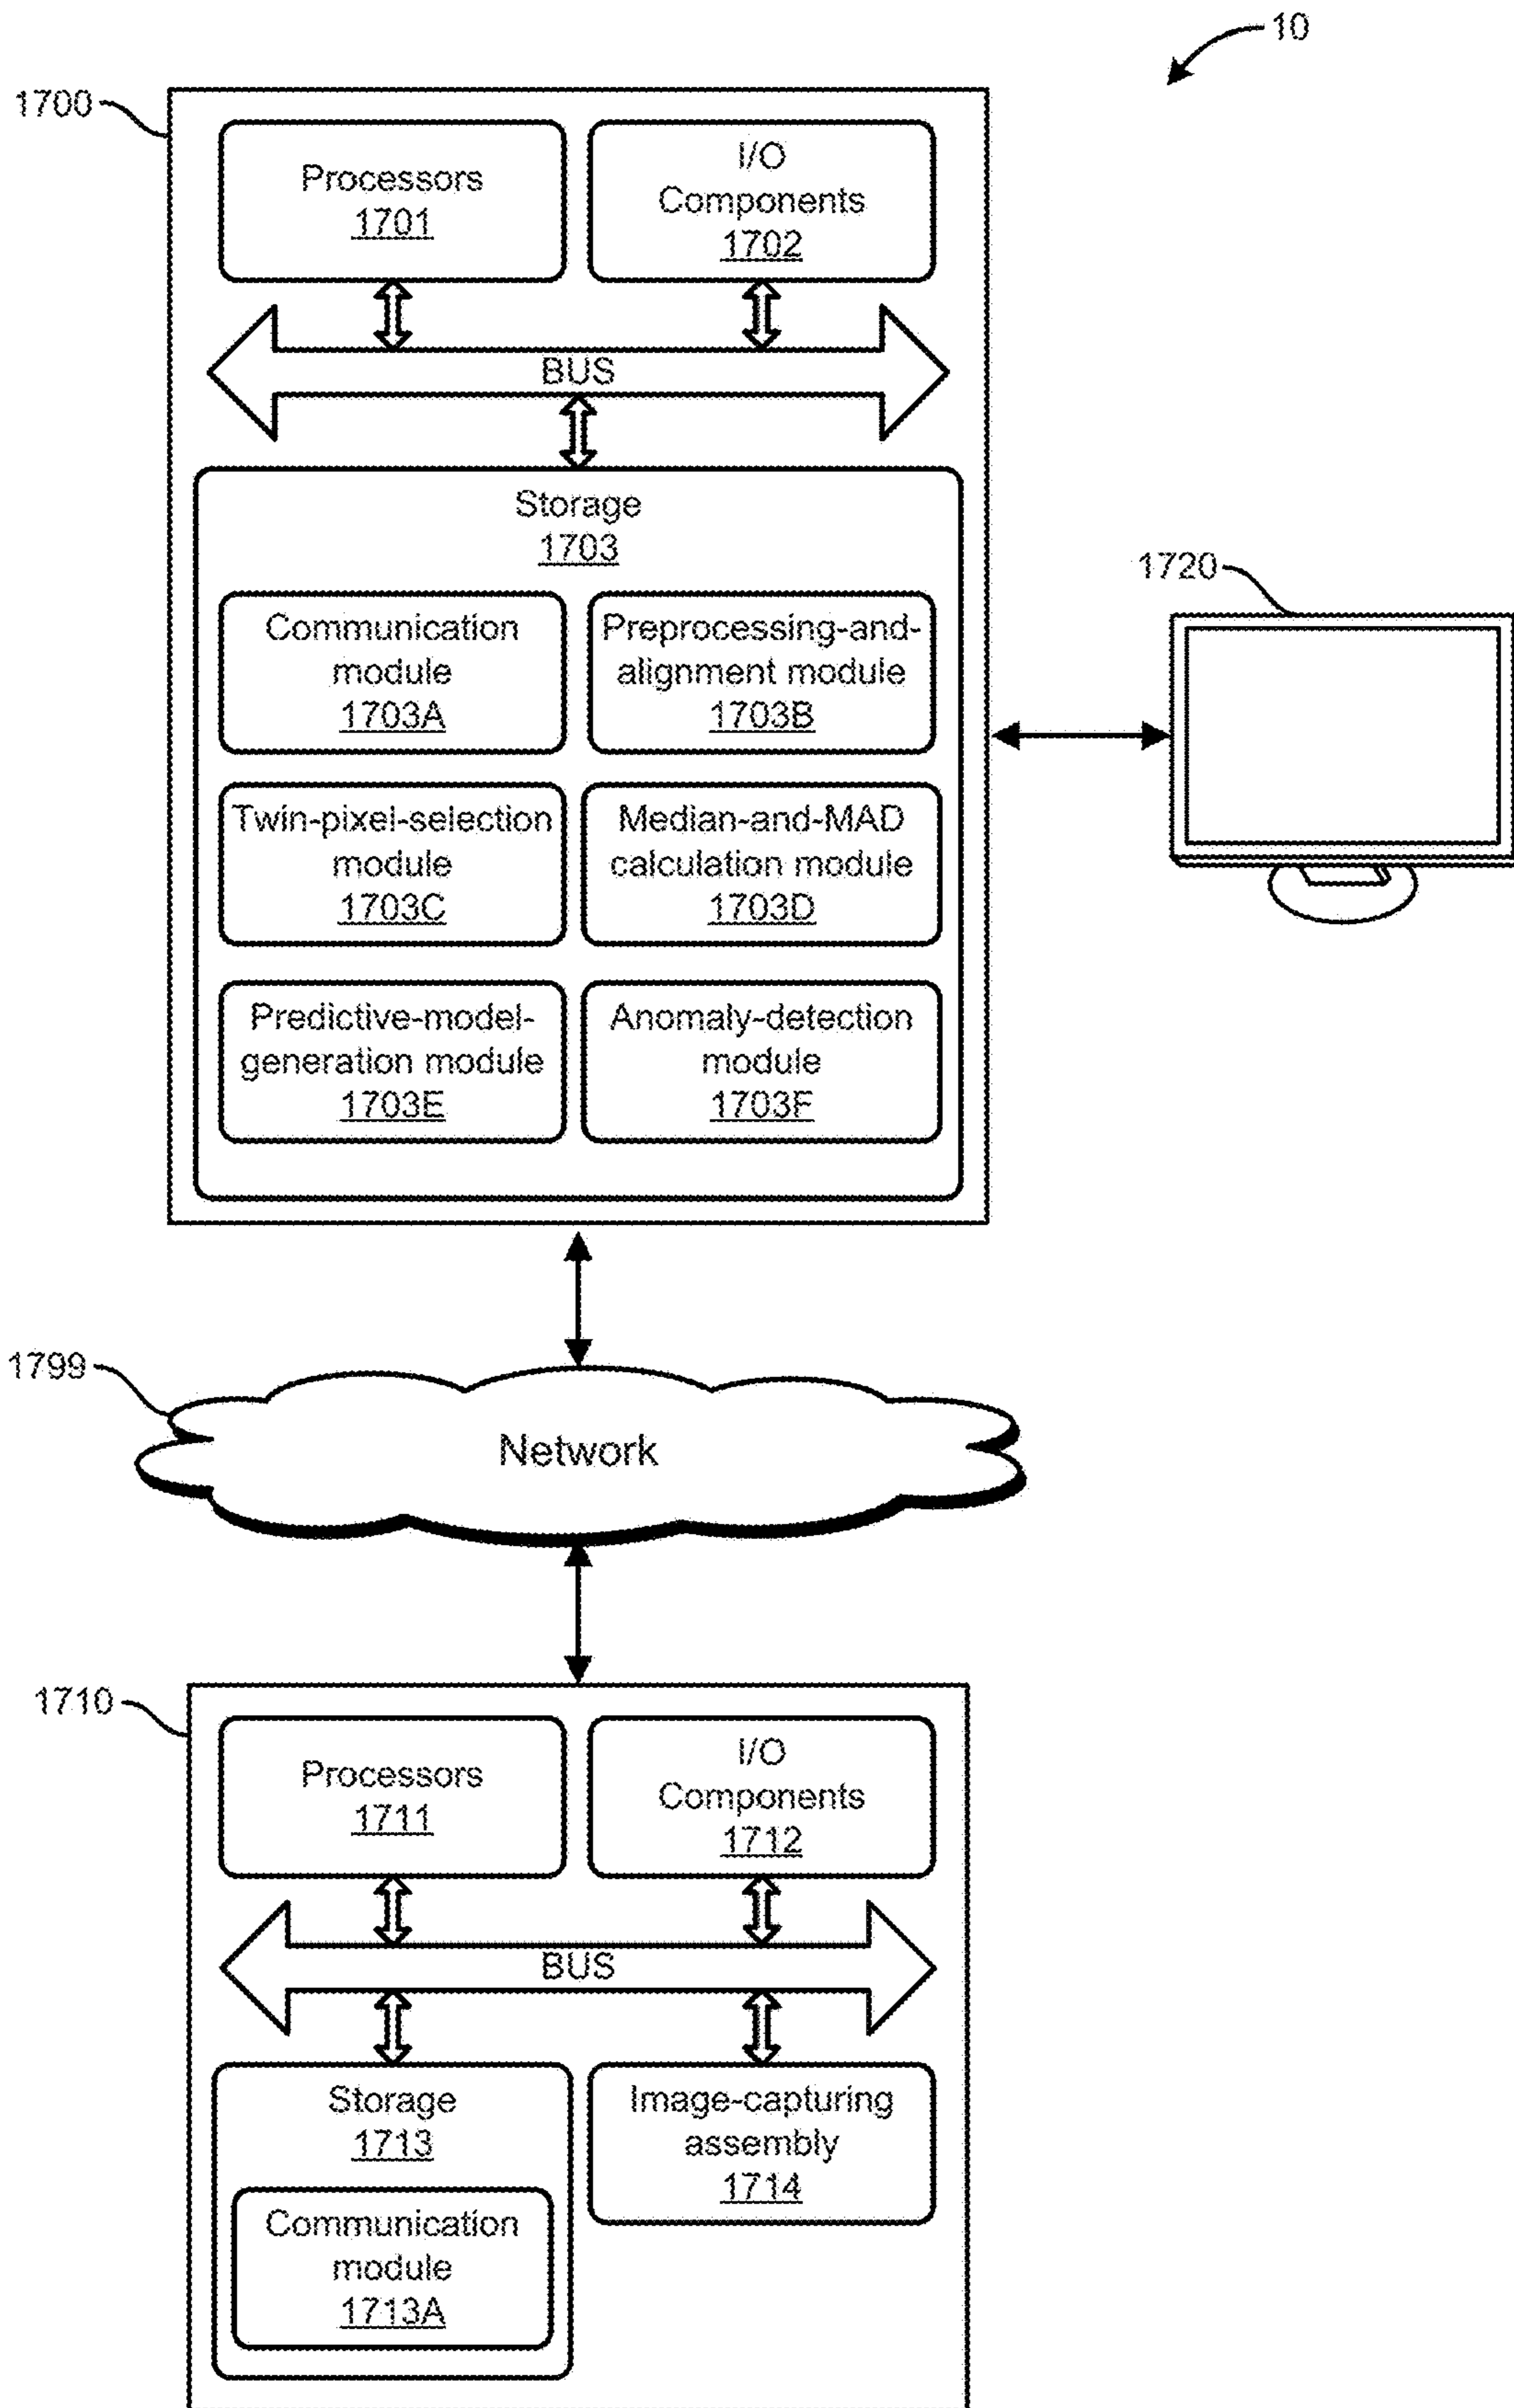 10
1700
Processors
1701
I/O
Components
1702
BUS
Storage
1703
Communication
module
1703A
Preprocessing-and-
alignment module
1703B
Twin-pixel-selection
module
1703C
Median-and-MAD
calculation module
1703D
Predictive-model-
generation module
1703E
Anomaly-detection
module
1703F
1720
1799
Network
1710
Processors
1711
I/O
Components
1712
BUS
Storage
1713
Communication
module
1713A
Image-capturing
assembly
1714